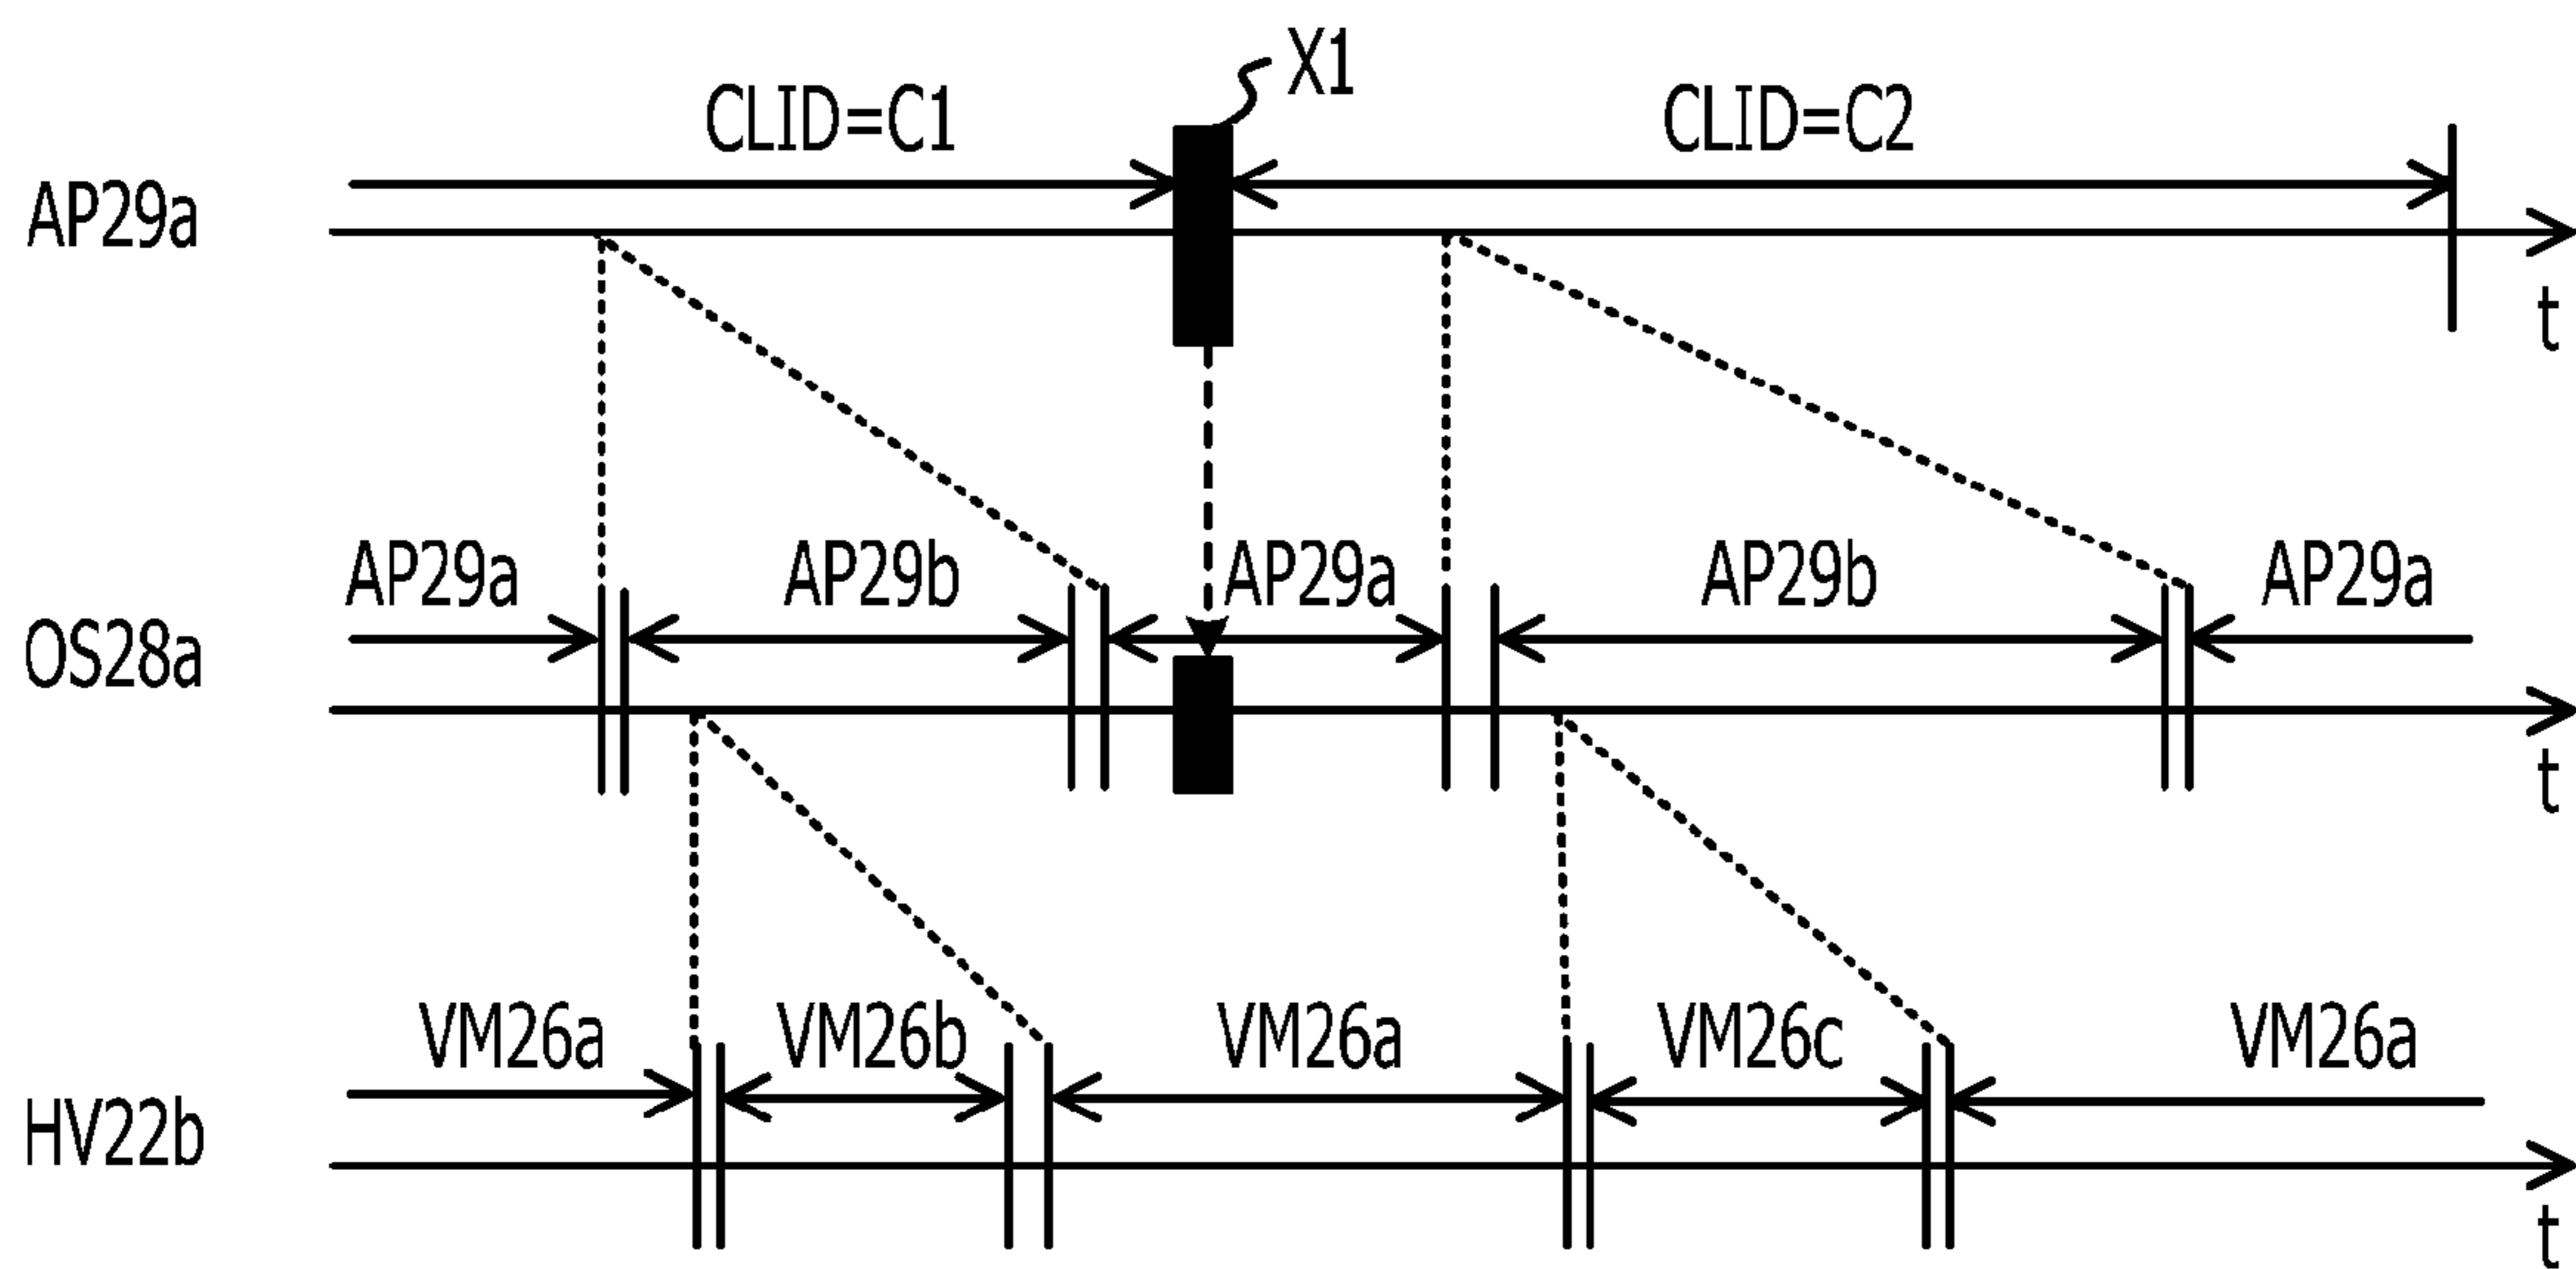 X1
CLID=C1 CLID=C2
AP29a
t
AP29a AP29b AP29a AP29b AP29a
OS28a
t
VM26a VM26b VM26a VM26c VM26a
HV22b
t